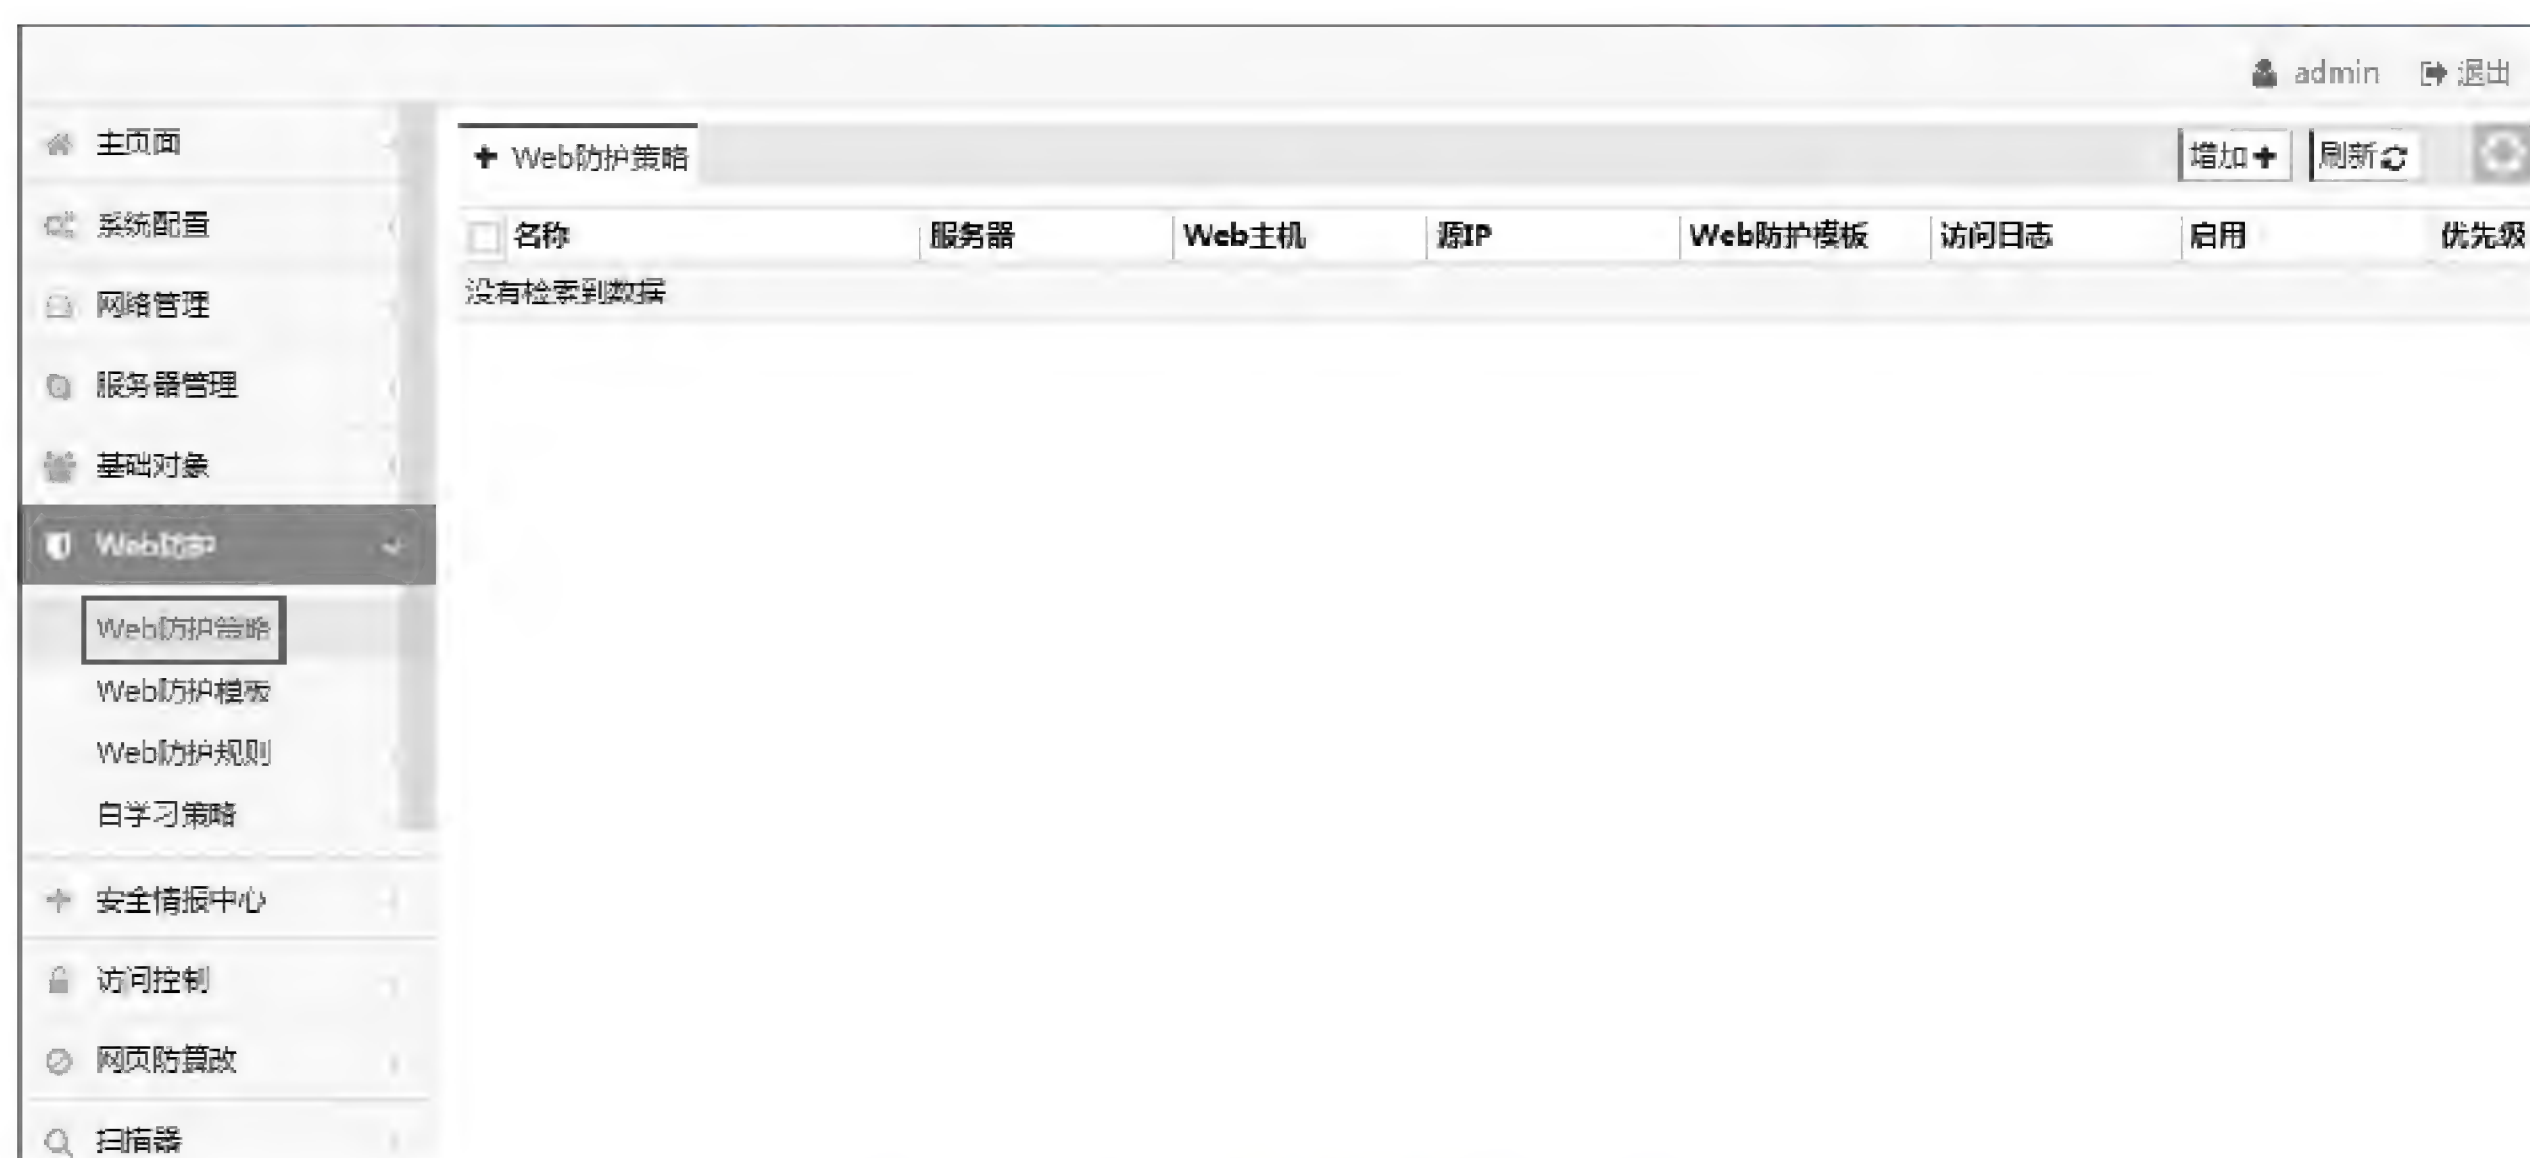 admin 退出
主页面
系统配置
网络管理
服务器管理
基础对象
Web防护
Web防护策略
Web防护模板
Web防护规则
自学习策略
安全情报中心
访问控制
网页防篡改
扫描器
Web防护策略
增加 刷新
名称 服务器 Web主机 源IP Web防护模板 访问日志 启用 优先级
没有检索到数据